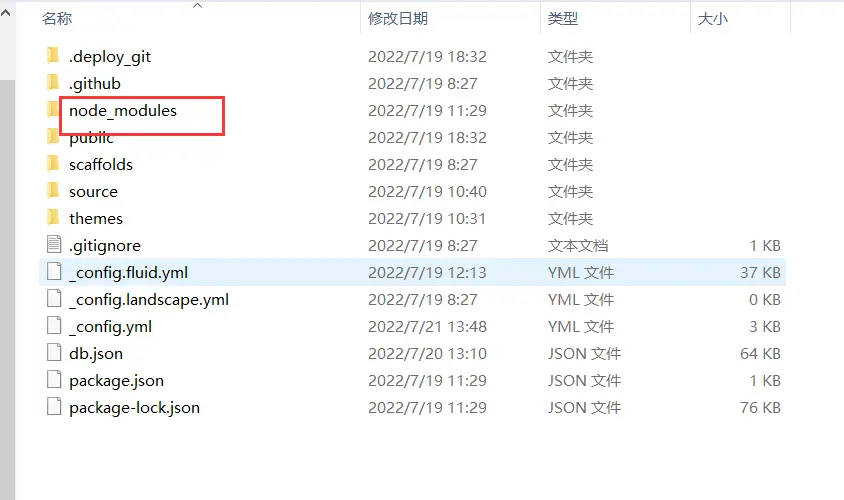 名称 修改日期 类型 大小
.deploy_git 2022/7/19 18:32 文件夹
.github 2022/7/19 8:27 文件夹
node_modules 2022/7/19 11:29 文件夹
public 2022/7/19 18:32 文件夹
scaffolds 2022/7/19 8:27 文件夹
source 2022/7/19 10:40 文件夹
themes 2022/7/19 10:31 文件夹
.gitignore 2022/7/19 8:27 文本文档 1 KB
_config.fluid.yml 2022/7/19 12:13 YML 文件 37 KB
_config.landscape.yml 2022/7/19 8:27 YML 文件 0 KB
_config.yml 2022/7/21 13:48 YML 文件 3 KB
db.json 2022/7/20 13:10 JSON 文件 64 KB
package.json 2022/7/19 11:29 JSON 文件 1 KB
package-lock.json 2022/7/19 11:29 JSON 文件 76 KB